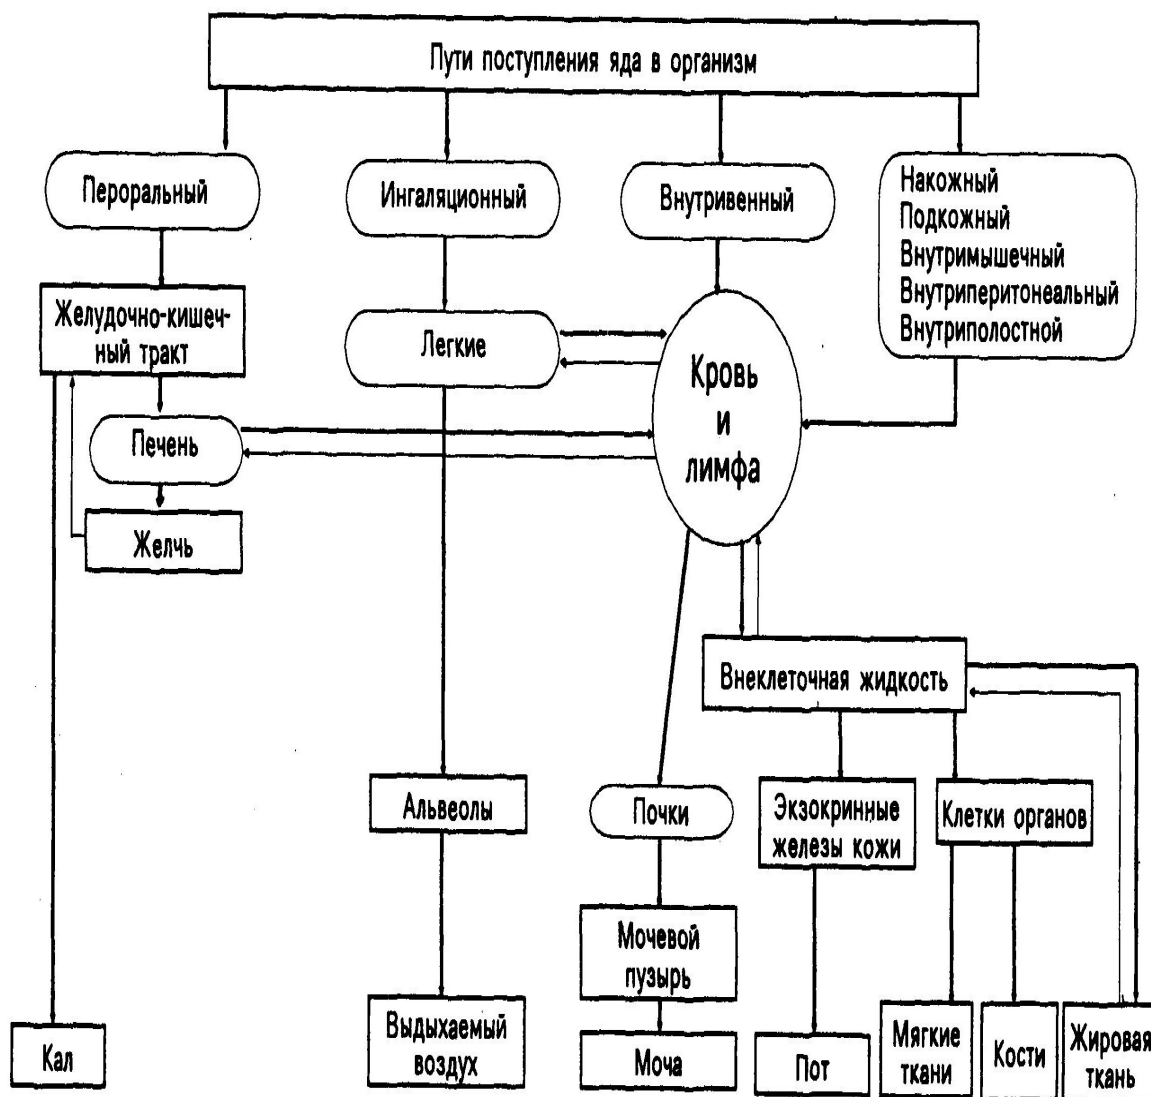 Пути поступления яда в организм
Пероральный
Ингаляционный
Внутривенный
Накожный
Подкожный
Внутримышечный
Внутриперитонеальный
Внутриполостной
Желудочно-кишеч-
ный тракт
Легкие
Кровь
и
лимфа
Печень
Желчь
Внеклеточная жидкость
Альвеолы
Почки
Экзокринные
железы кожи
Клетки органов
Мочевой
пузырь
Кал
Выдыхаемый
воздух
Моча
Пот
Мягкие
ткани
Кости
Жировая
ткань